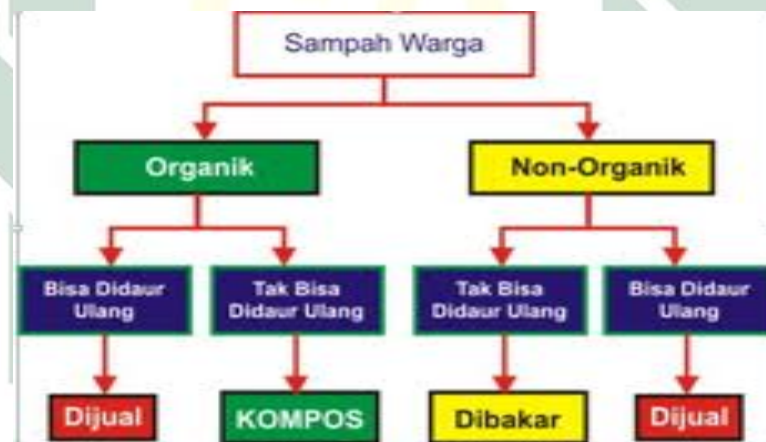 Sampah Warga
Organik
Non-Organik
Bisa Didaur
Ulang
Tak Bisa
Didaur Ulang
Tak Bisa
Didaur Ulang
Bisa Didaur
Ulang
Dijual
KOMPOS
Dibakar
Dijual